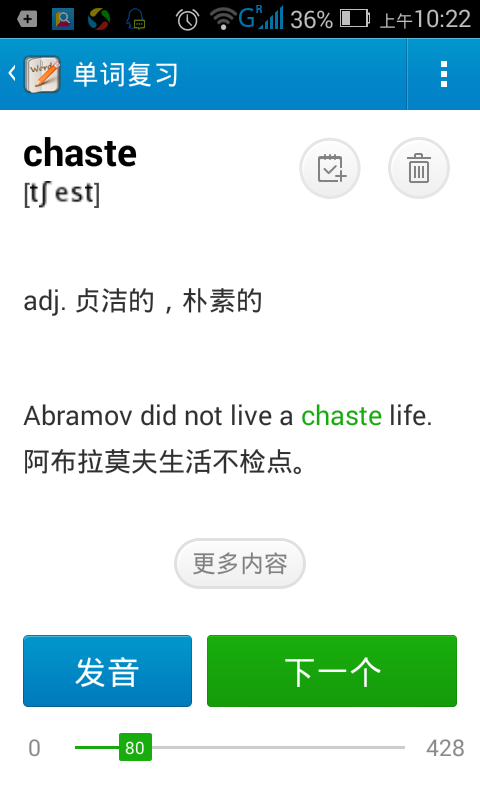 G R 36% 上午10:22
Words 单词复习
chaste
[tʃest]
adj. 贞洁的，朴素的
Abramov did not live a chaste life.
阿布拉莫夫生活不检点。
更多内容
发音 下一个
0 80 428